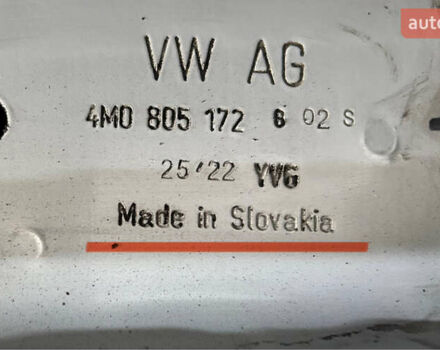 auto
VW AG
4M0 805 172 6 02 S
25/22 YVG
Made in Slovakia